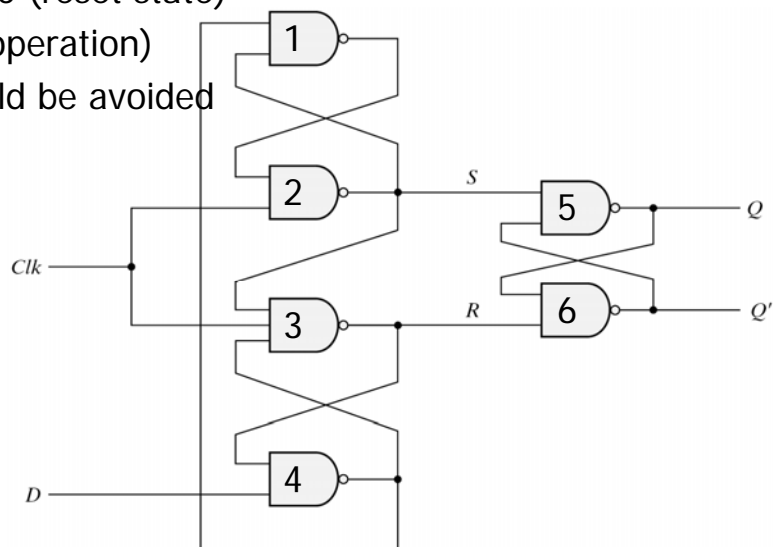 (reset state)
operation)
ld be avoided
1
2
S
5
Q
Clk
3
R
6
Q'
4
D